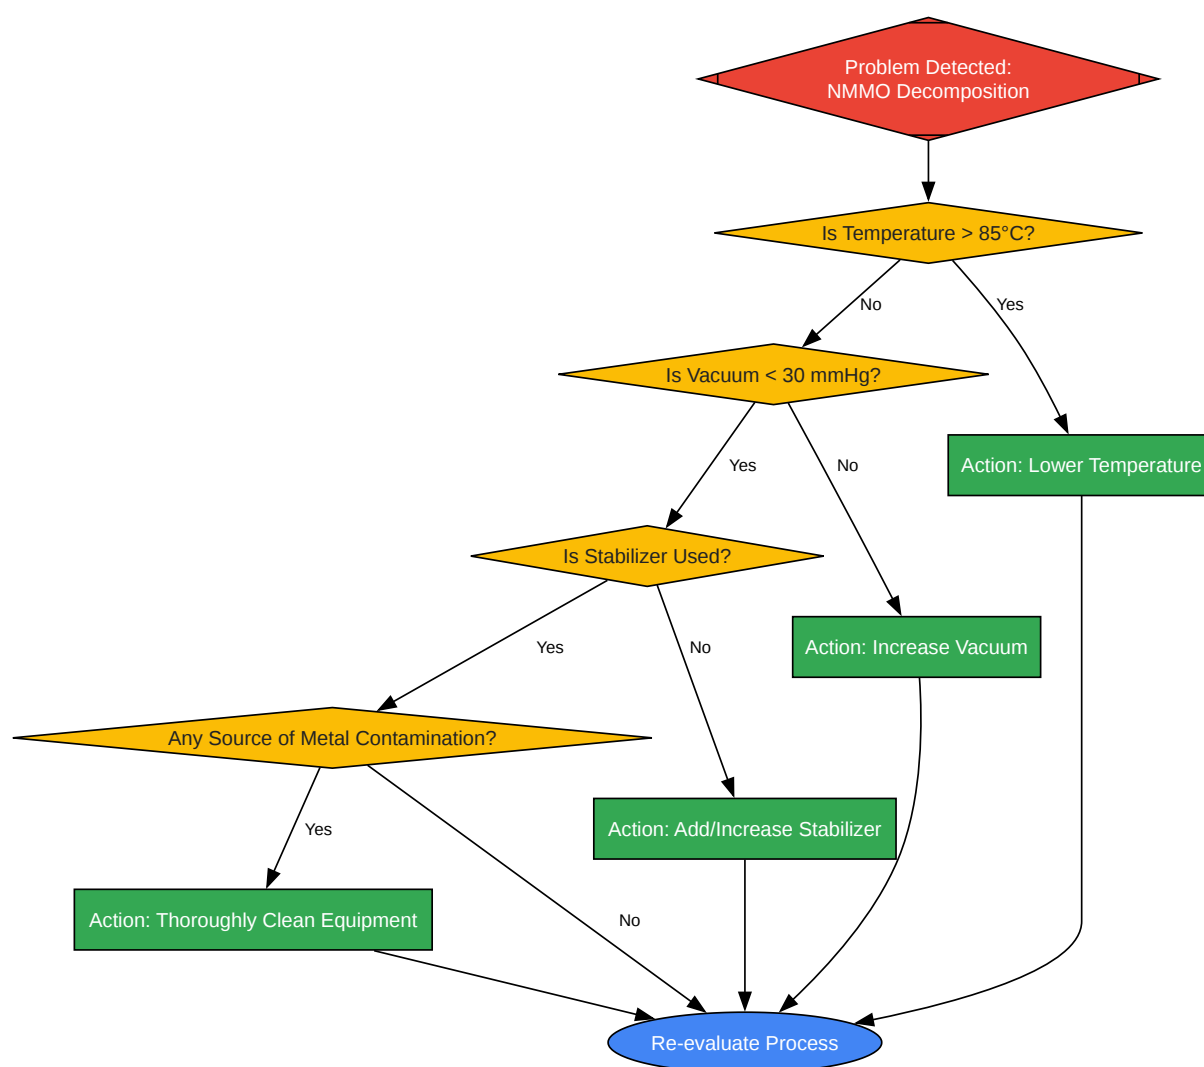 Problem Detected:
NMMO Decomposition
Is Temperature > 85°C?
No
Yes
Is Vacuum < 30 mmHg?
Yes
No
Action: Lower Temperature
Is Stabilizer Used?
Yes
No
Action: Increase Vacuum
Any Source of Metal Contamination?
Yes
Action: Add/Increase Stabilizer
No
Action: Thoroughly Clean Equipment
Re-evaluate Process